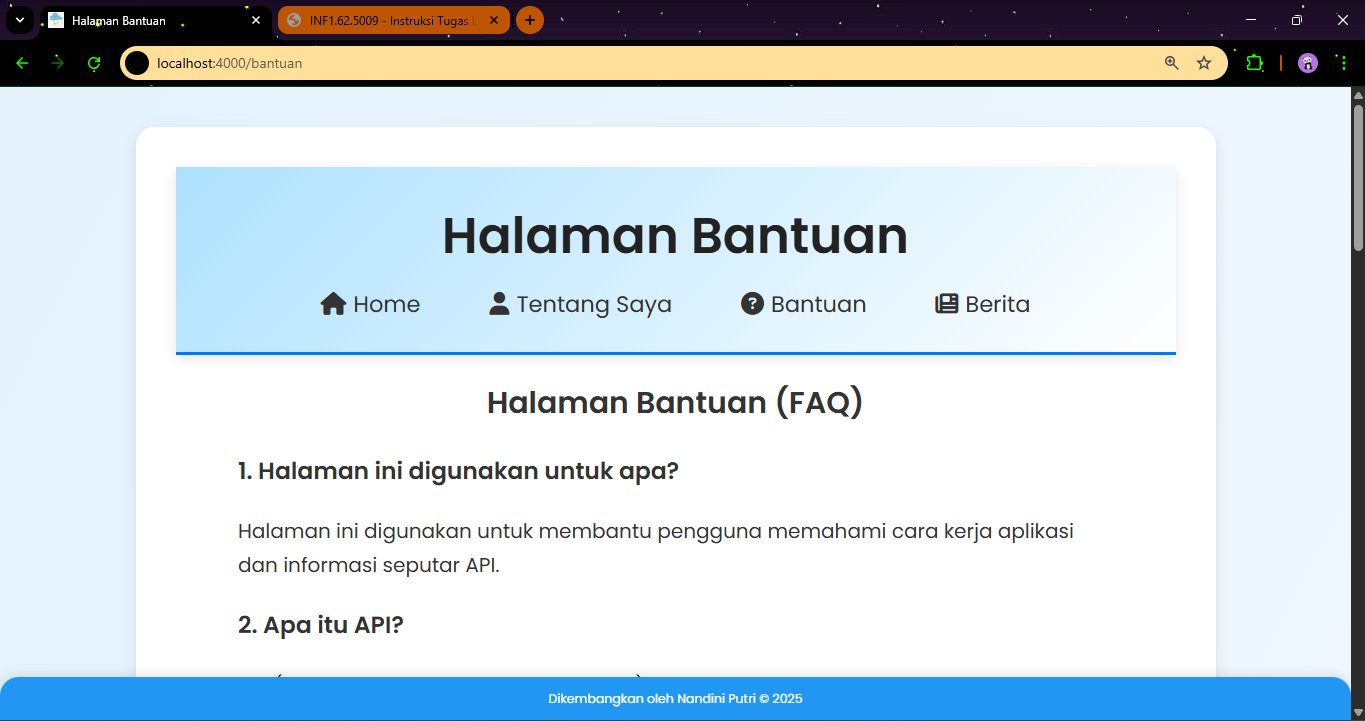 Halaman Bantuan
INF1.62.5009 - Instruksi Tugas
localhost:4000/bantuan
Halaman Bantuan
Home Tentang Saya Bantuan Berita
Halaman Bantuan (FAQ)
1. Halaman ini digunakan untuk apa?
Halaman ini digunakan untuk membantu pengguna memahami cara kerja aplikasi
dan informasi seputar API.
2. Apa itu API?
Dikembangkan oleh Nandini Putri © 2025